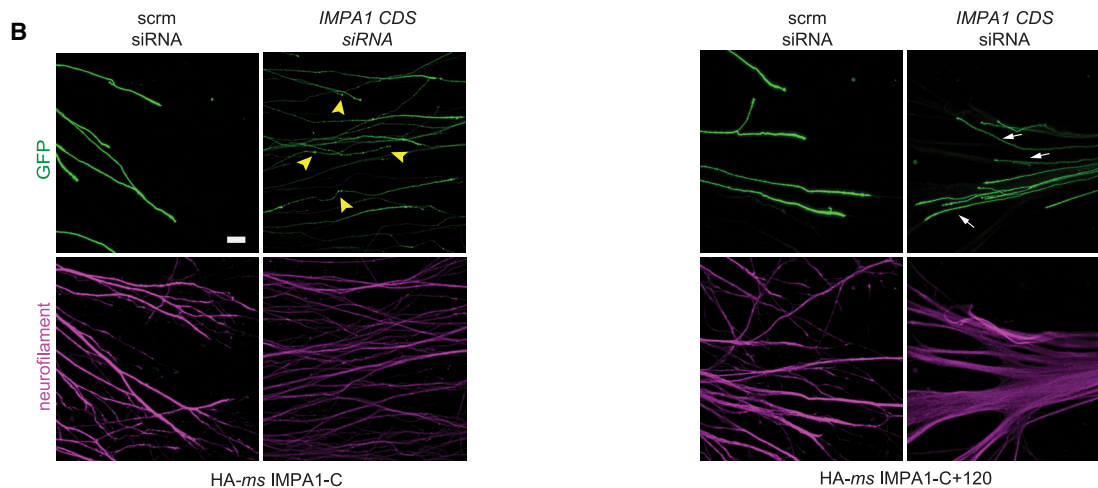 B
scrm
siRNA
IMPA1 CDS
siRNA
scrm
siRNA
IMPA1 CDS
siRNA
GFP
neurofilament
HA-ms IMPA1-C
HA-ms IMPA1-C+120